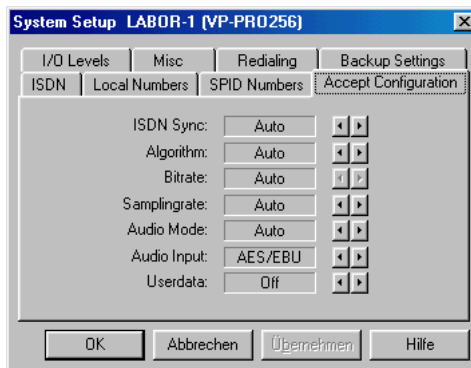 System Setup LABOR-1 (VP-PRO256)
I/O Levels Misc Redialing Backup Settings
ISDN Local Numbers SPID Numbers Accept Configuration
ISDN Sync: Auto
Algorithm: Auto
Bitrate: Auto
Samplingrate: Auto
Audio Mode: Auto
Audio Input: AES/EBU
Userdata: Off
OK Abbrechen Übernehmen Hilfe